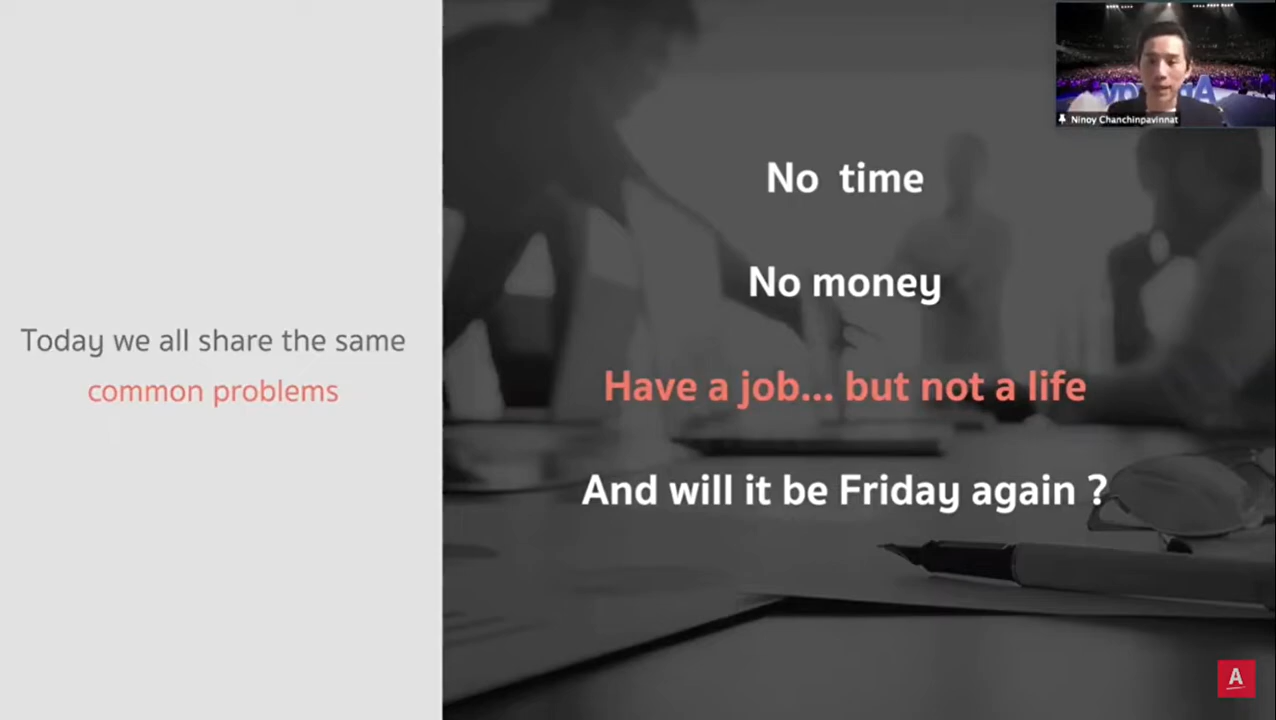 Today we all share the same
common problems
No time
No money
Have a job... but not a life
And will it be Friday again ?
Ninoy Chanchinpavinnat
A